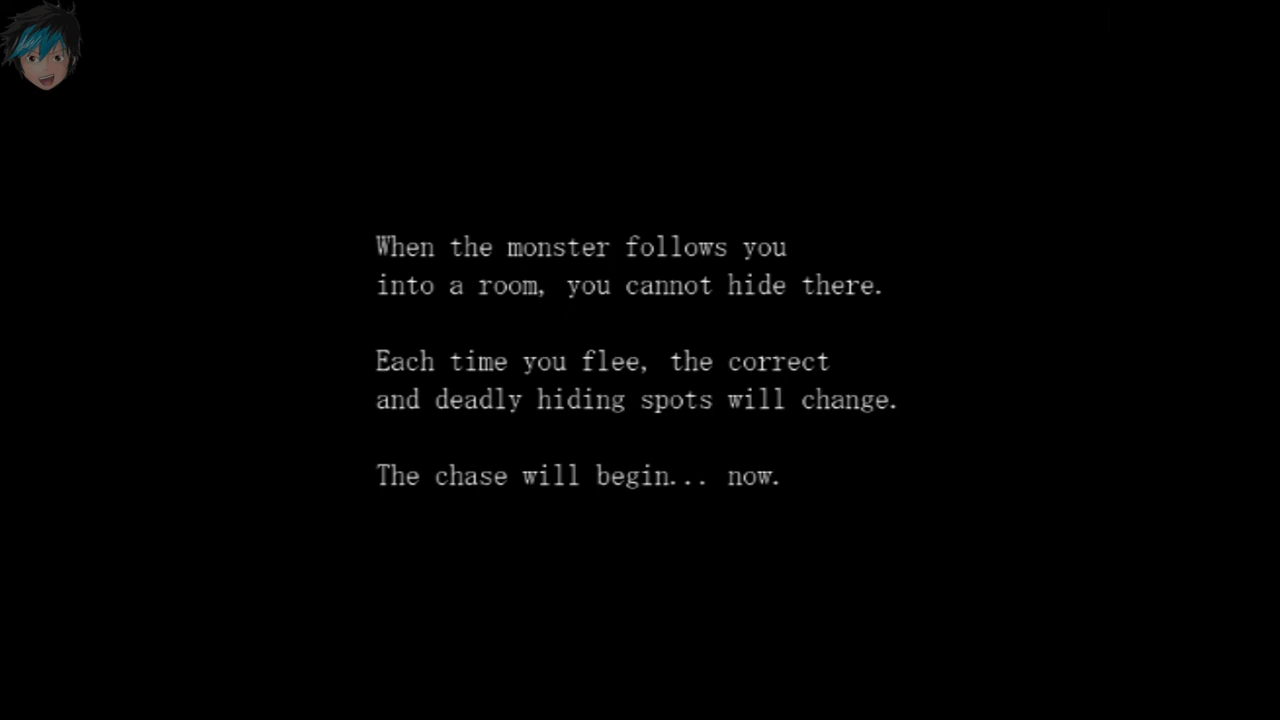 When the monster follows you
into a room, you cannot hide there.
Each time you flee, the correct
and deadly hiding spots will change.
The chase will begin... now.